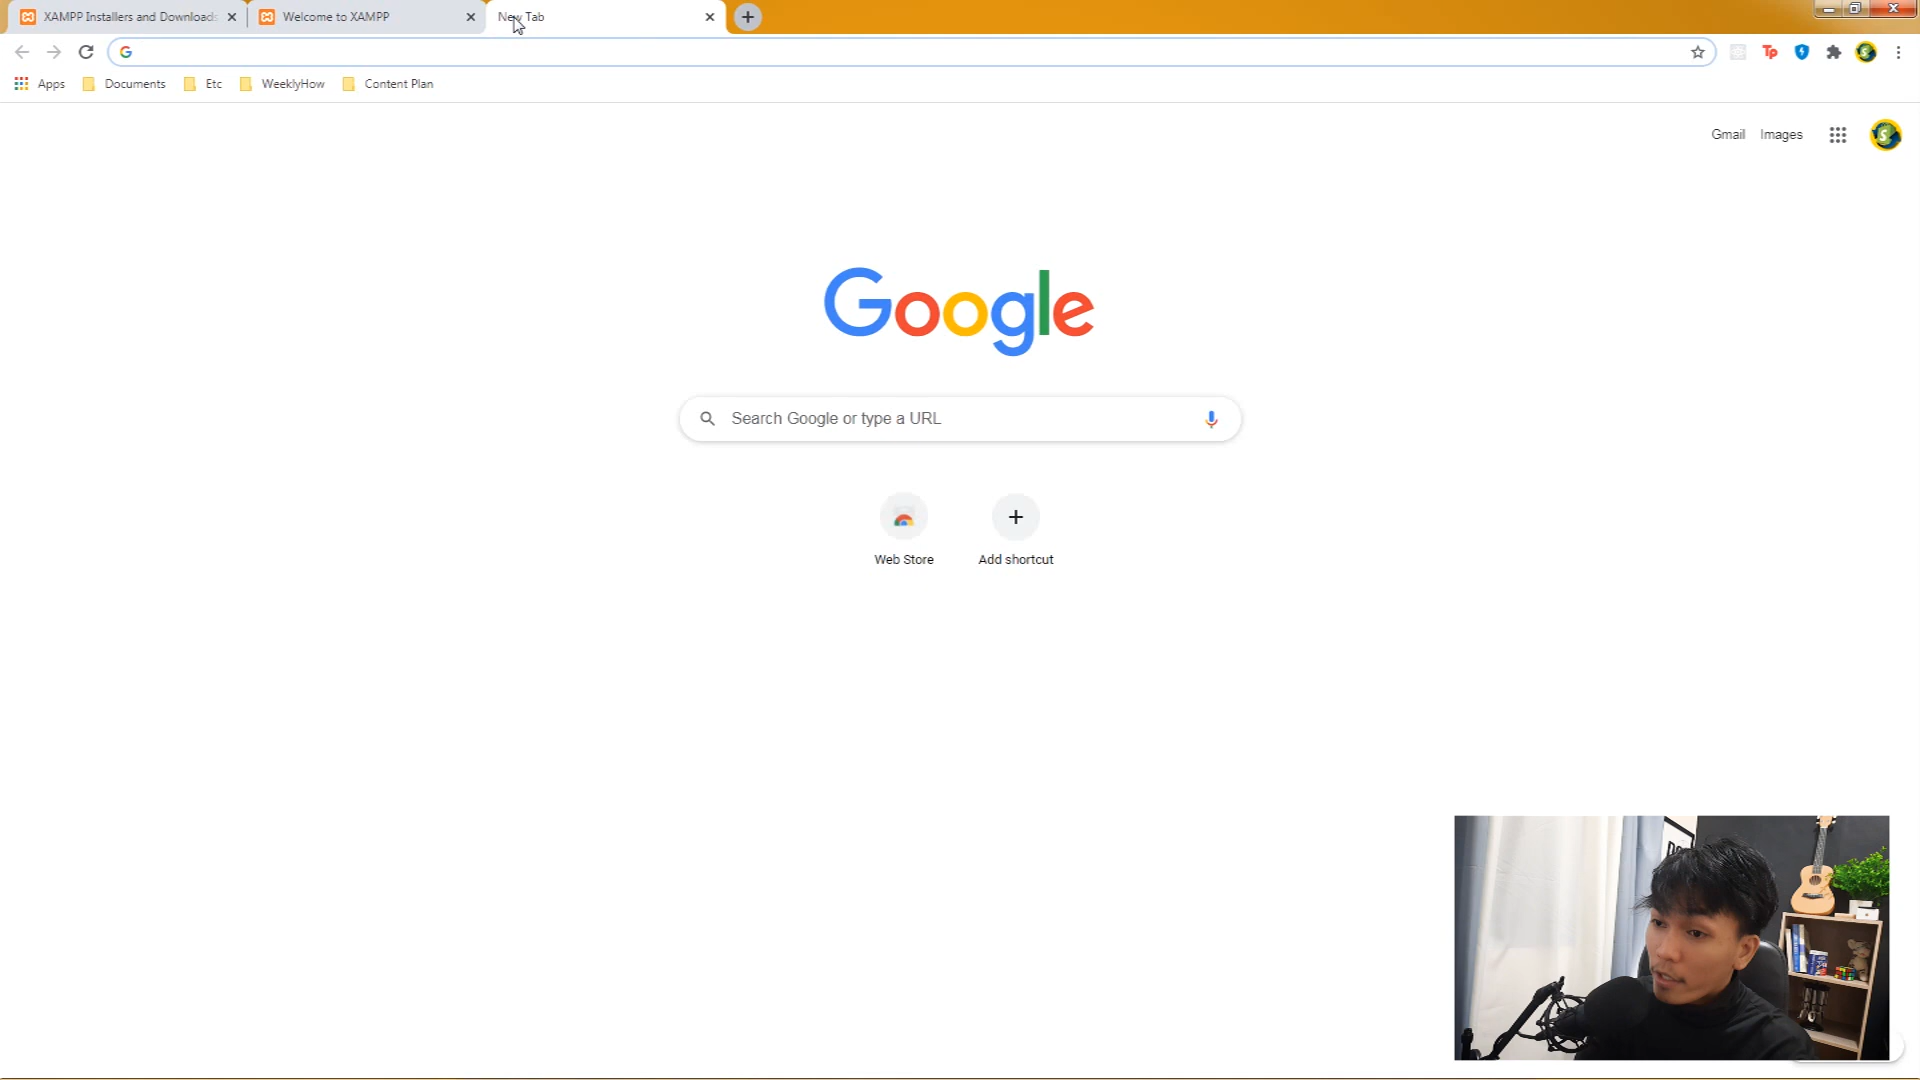 XAMPP Installers and Downloads
Welcome to XAMPP
New Tab
Apps
Documents
Etc
WeeklyHow
Content Plan
Gmail
Images
Google
Search Google or type a URL
Web Store
Add shortcut